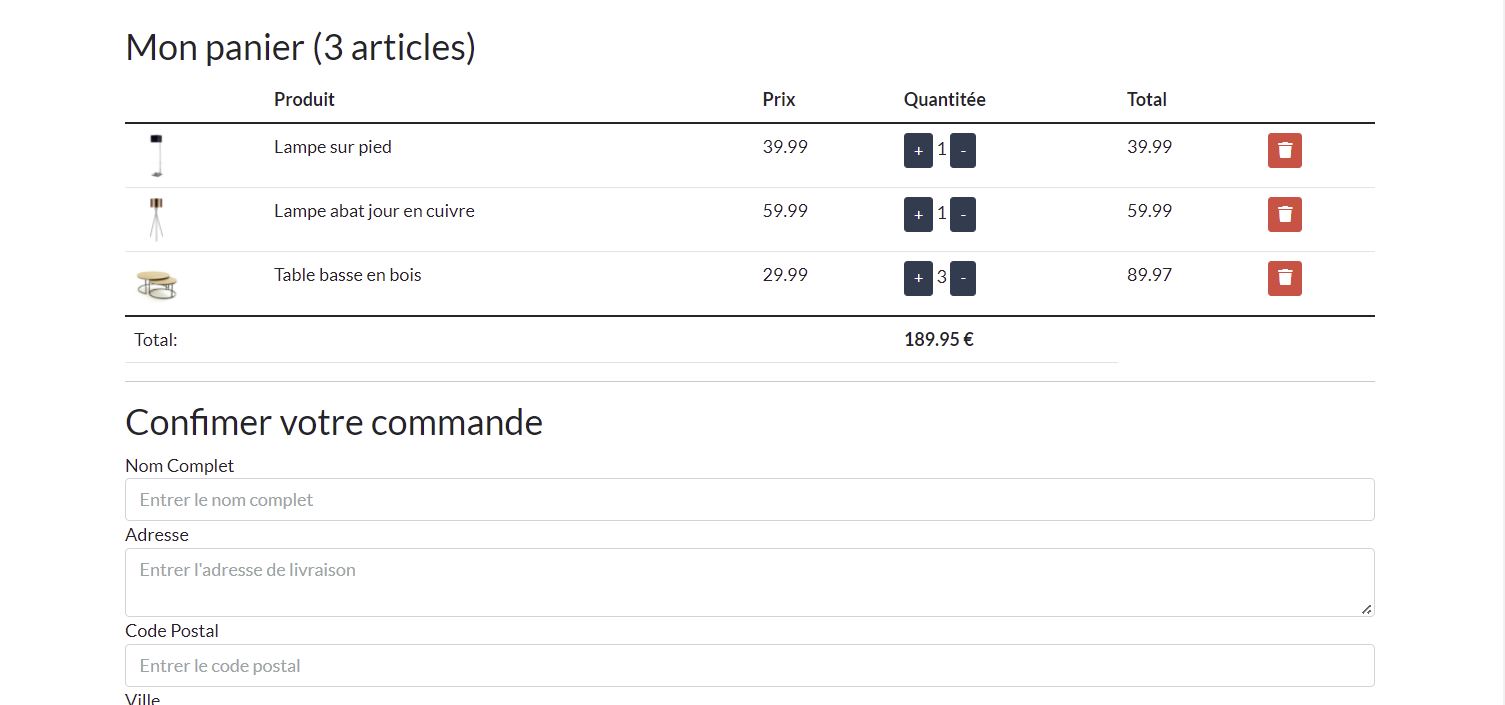 Mon panier (3 articles)
Produit Prix Quantitée Total
Lampe sur pied 39.99 + 1 - 39.99
Lampe abat jour en cuivre 59.99 + 1 - 59.99
Table basse en bois 29.99 + 3 - 89.97
Total: 189.95 €
Confimer votre commande
Nom Complet
Entrer le nom complet
Adresse
Entrer l'adresse de livraison
Code Postal
Entrer le code postal
Ville